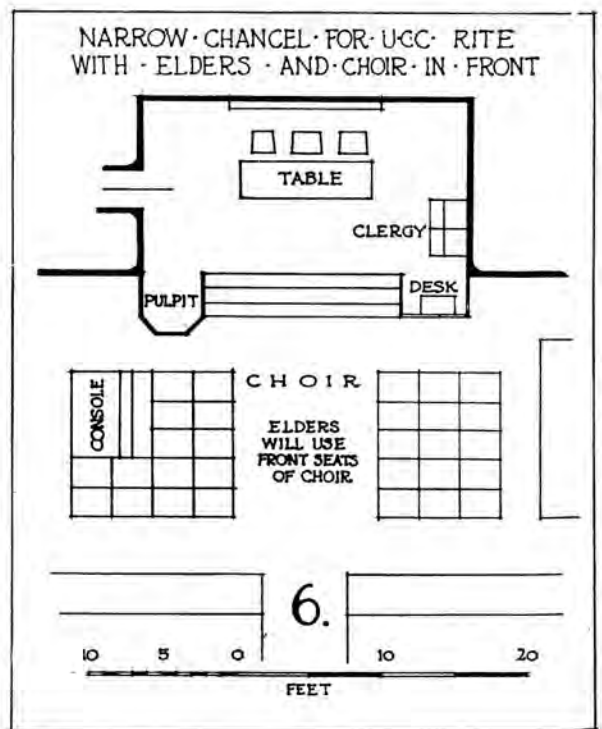 NARROW · CHANCEL · FOR · U·C·C· RITE
WITH · ELDERS · AND · CHOIR · IN · FRONT
TABLE
CLERGY
PULPIT
DESK
CONSOLE
CHOIR
ELDERS
WILL USE
FRONT SEATS
OF CHOIR
6.
10 5 0 10 20
FEET